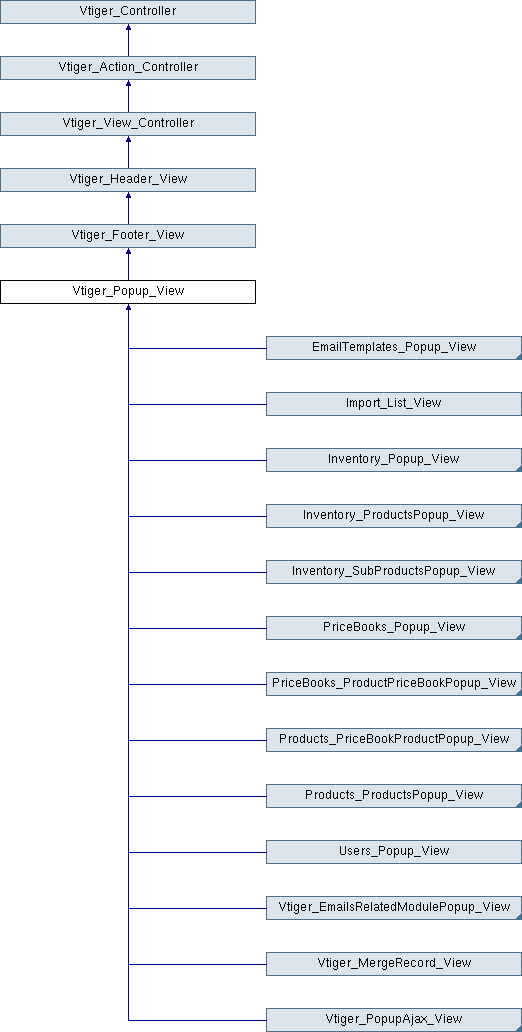 Vtiger_Controller
Vtiger_Action_Controller
Vtiger_View_Controller
Vtiger_Header_View
Vtiger_Footer_View
Vtiger_Popup_View
EmailTemplates_Popup_View
Import_List_View
Inventory_Popup_View
Inventory_ProductsPopup_View
Inventory_SubProductsPopup_View
PriceBooks_Popup_View
PriceBooks_ProductPriceBookPopup_View
Products_PriceBookProductPopup_View
Products_ProductsPopup_View
Users_Popup_View
Vtiger_EmailsRelatedModulePopup_View
Vtiger_MergeRecord_View
Vtiger_PopupAjax_View